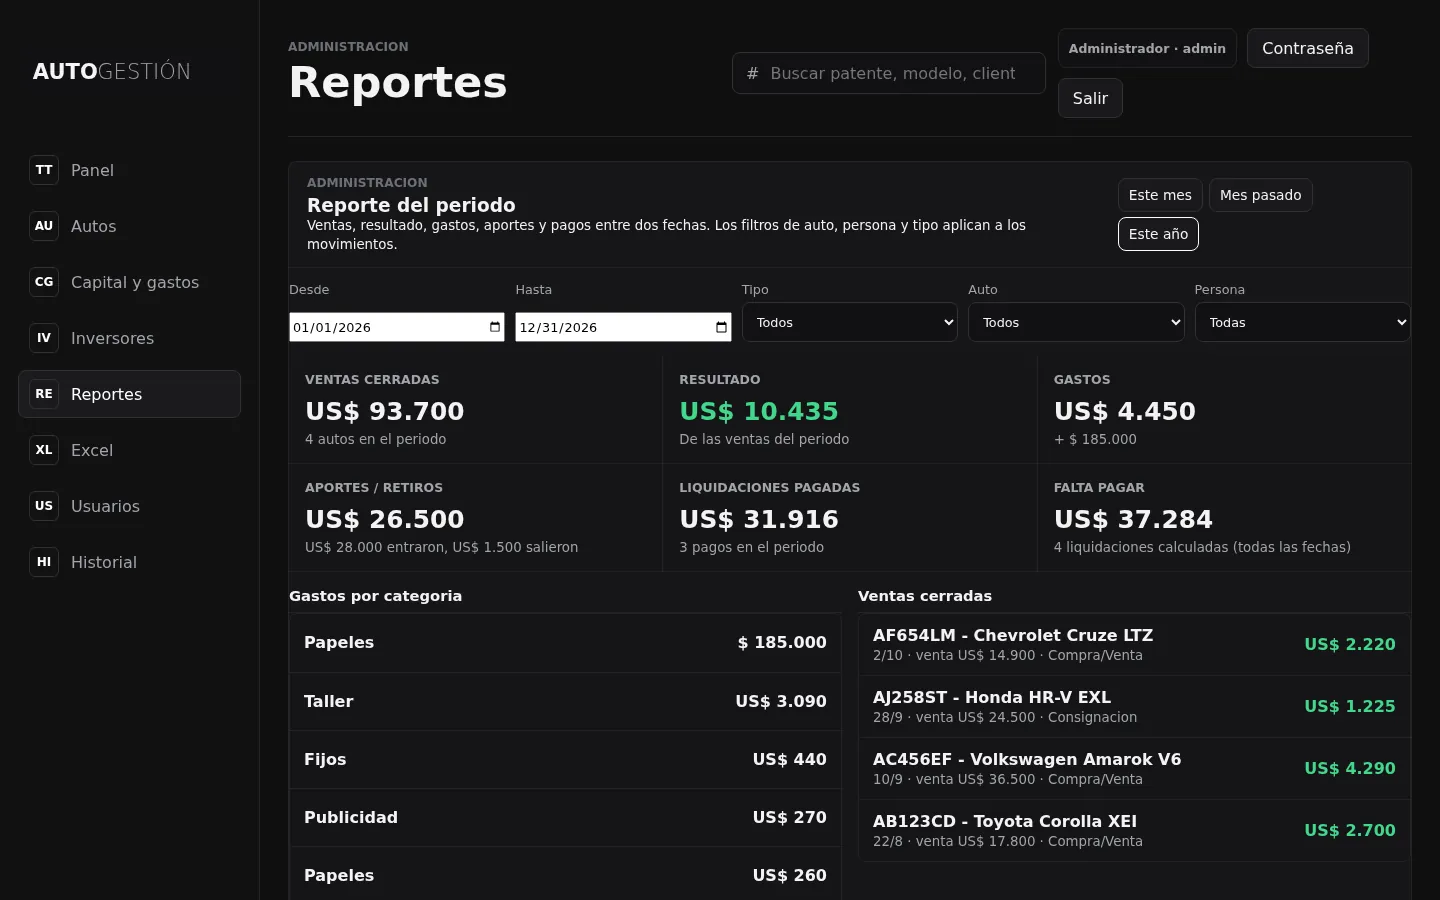 AUTOGESTIÓN
TT Panel
AU Autos
CG Capital y gastos
IV Inversores
RE Reportes
XL Excel
US Usuarios
HI Historial
ADMINISTRACION
Reportes
# Buscar patente, modelo, client
Administrador · admin
Contraseña
Salir
ADMINISTRACION
Reporte del periodo
Ventas, resultado, gastos, aportes y pagos entre dos fechas. Los filtros de auto, persona y tipo aplican a los
movimientos.
Este mes
Mes pasado
Este año
Desde
01/01/2026
Hasta
12/31/2026
Tipo
Todos
Auto
Todos
Persona
Todas
VENTAS CERRADAS
US$ 93.700
4 autos en el periodo
RESULTADO
US$ 10.435
De las ventas del periodo
GASTOS
US$ 4.450
+ $ 185.000
APORTES / RETIROS
US$ 26.500
US$ 28.000 entraron, US$ 1.500 salieron
LIQUIDACIONES PAGADAS
US$ 31.916
3 pagos en el periodo
FALTA PAGAR
US$ 37.284
4 liquidaciones calculadas (todas las fechas)
Gastos por categoria
Papeles $ 185.000
Taller US$ 3.090
Fijos US$ 440
Publicidad US$ 270
Papeles US$ 260
Ventas cerradas
AF654LM - Chevrolet Cruze LTZ
2/10 · venta US$ 14.900 · Compra/Venta
US$ 2.220
AJ258ST - Honda HR-V EXL
28/9 · venta US$ 24.500 · Consignacion
US$ 1.225
AC456EF - Volkswagen Amarok V6
10/9 · venta US$ 36.500 · Compra/Venta
US$ 4.290
AB123CD - Toyota Corolla XEI
22/8 · venta US$ 17.800 · Compra/Venta
US$ 2.700